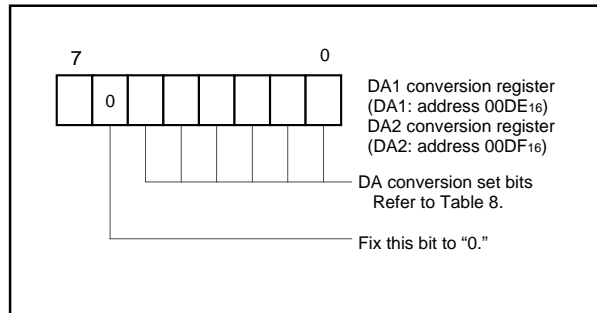 7 0
0
DA1 conversion register
(DA1: address 00DE16)
DA2 conversion register
(DA2: address 00DF16)
DA conversion set bits
Refer to Table 8.
Fix this bit to “0.”